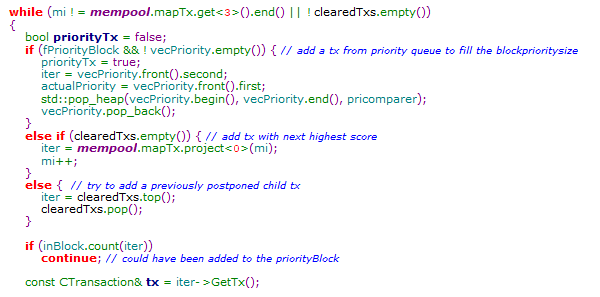 while (mi != mempool.mapTx.get<3>().end() || !clearedTxs.empty())
{
    bool priorityTx = false;
    if (fPriorityBlock && !vecPriority.empty()) { // add a tx from priority queue to fill the blockprioritysize
        priorityTx = true;
        iter = vecPriority.front().second;
        actualPriority = vecPriority.front().first;
        std::pop_heap(vecPriority.begin(), vecPriority.end(), pricomparer);
        vecPriority.pop_back();
    }
    else if (clearedTxs.empty()) { // add tx with next highest score
        iter = mempool.mapTx.project<0>(mi);
        mi++;
    }
    else {  // try to add a previously postponed child tx
        iter = clearedTxs.top();
        clearedTxs.pop();
    }
    if (inBlock.count(iter))
        continue; // could have been added to the priorityBlock
    const CTransaction& tx = iter->GetTx();